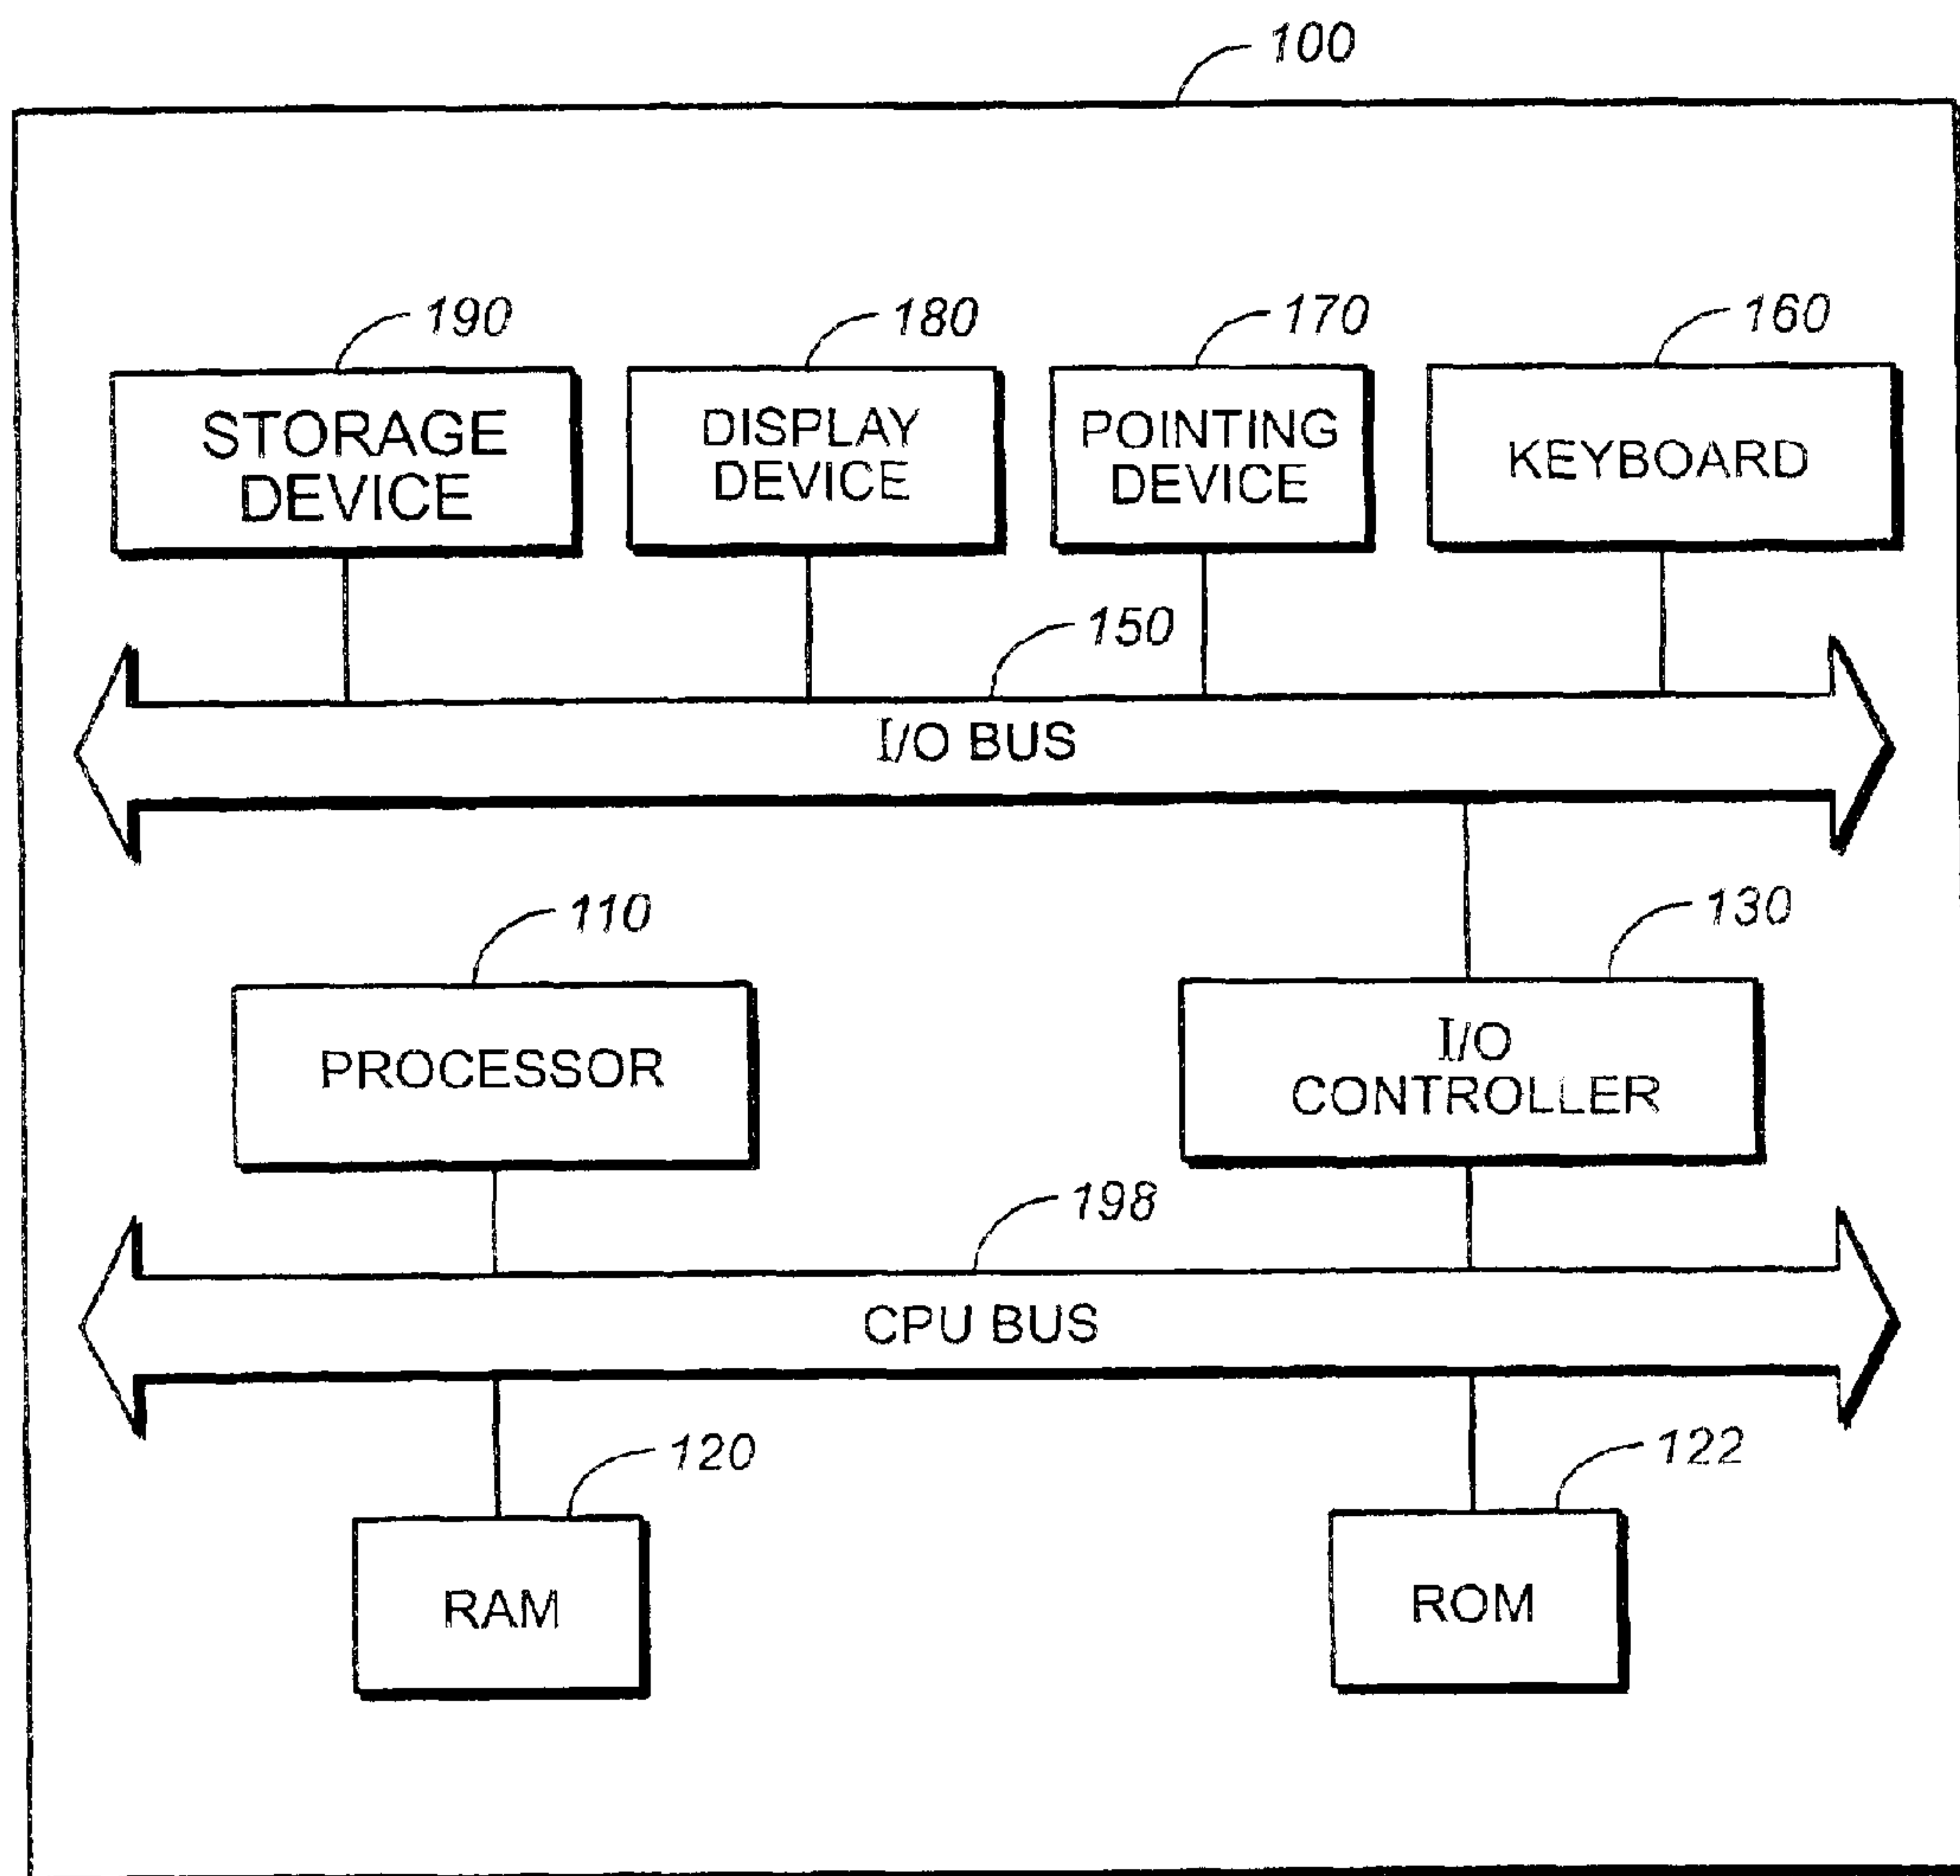 100
190
180
170
160
STORAGE
DEVICE
DISPLAY
DEVICE
POINTING
DEVICE
KEYBOARD
150
I/O BUS
110
130
PROCESSOR
I/O
CONTROLLER
198
CPU BUS
120
122
RAM
ROM